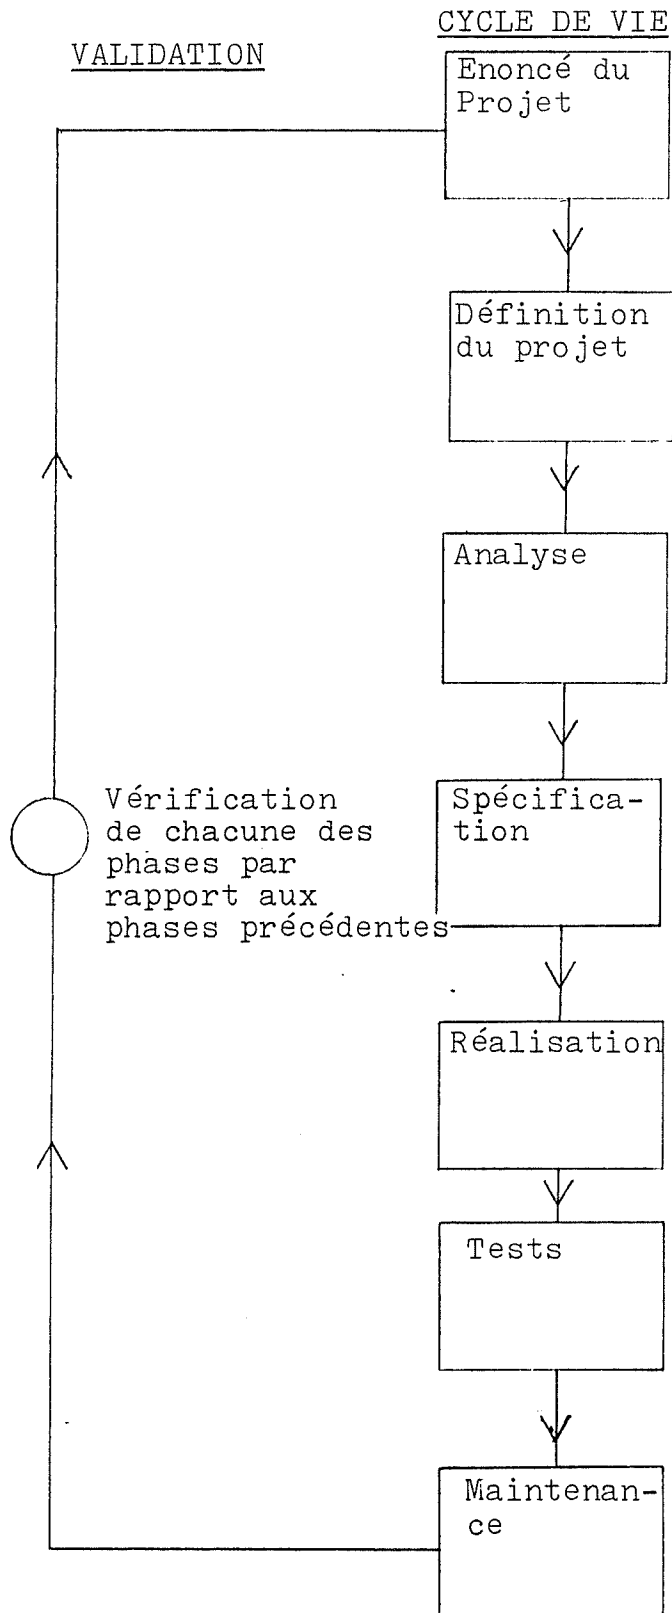 CYCLE DE VIE
VALIDATION
Enoncé du
Projet
Définition
du projet
Analyse
Vérification
de chacune des
phases par
rapport aux
phases précédentes
Spécifica-
tion
Réalisation
Tests
Maintenan-
ce